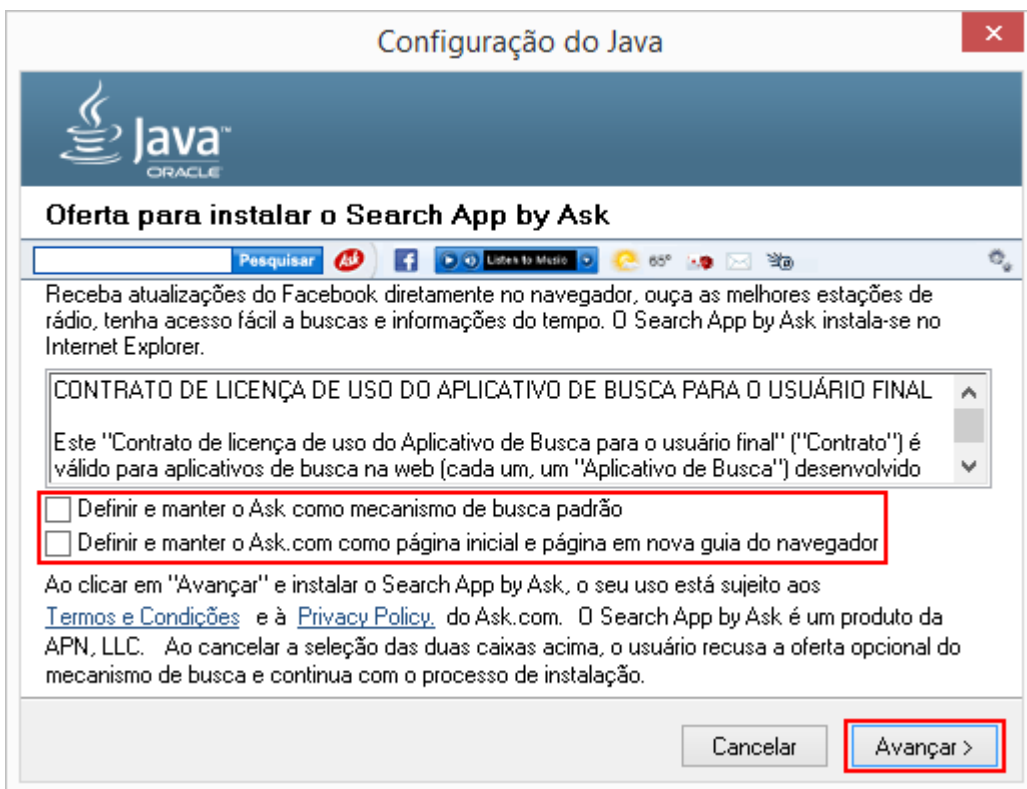 Configuração do Java
Java™
ORACLE
Oferta para instalar o Search App by Ask
Pesquisar Ask f Listen to Music 65°
Receba atualizações do Facebook diretamente no navegador, ouça as melhores estações de
rádio, tenha acesso fácil a buscas e informações do tempo. O Search App by Ask instala-se no
Internet Explorer.
CONTRATO DE LICENÇA DE USO DO APLICATIVO DE BUSCA PARA O USUÁRIO FINAL
Este "Contrato de licença de uso do Aplicativo de Busca para o usuário final" ("Contrato") é
válido para aplicativos de busca na web (cada um, um "Aplicativo de Busca") desenvolvido
Definir e manter o Ask como mecanismo de busca padrão
Definir e manter o Ask.com como página inicial e página em nova guia do navegador
Ao clicar em "Avançar" e instalar o Search App by Ask, o seu uso está sujeito aos
Termos e Condições e à Privacy Policy. do Ask.com. O Search App by Ask é um produto da
APN, LLC. Ao cancelar a seleção das duas caixas acima, o usuário recusa a oferta opcional do
mecanismo de busca e continua com o processo de instalação.
Cancelar
Avançar >